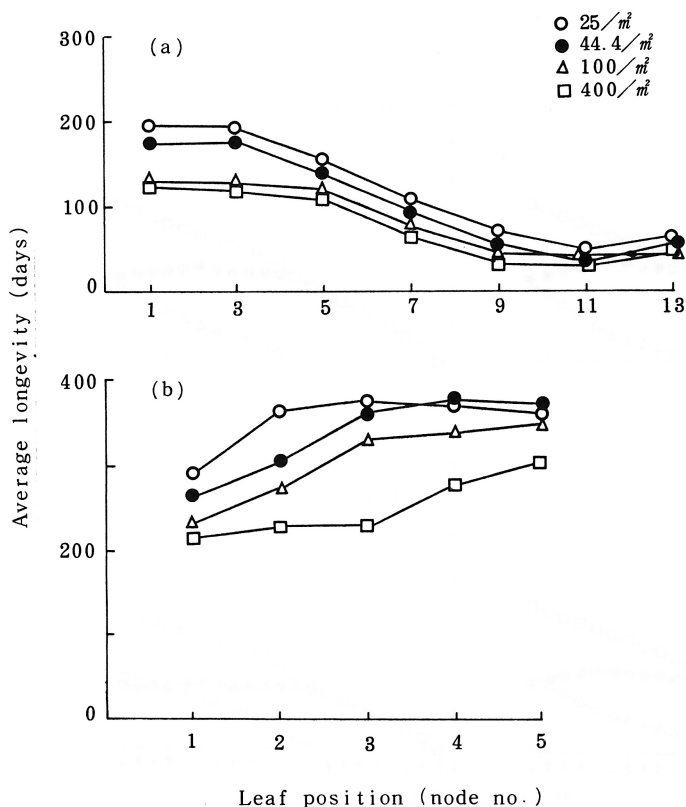 25/㎡
44.4/㎡
100/㎡
400/㎡
(a)
300
200
100
0
1 3 5 7 9 11 13
Average longevity (days)
(b)
400
200
0
1 2 3 4 5
Leaf position (node no.)